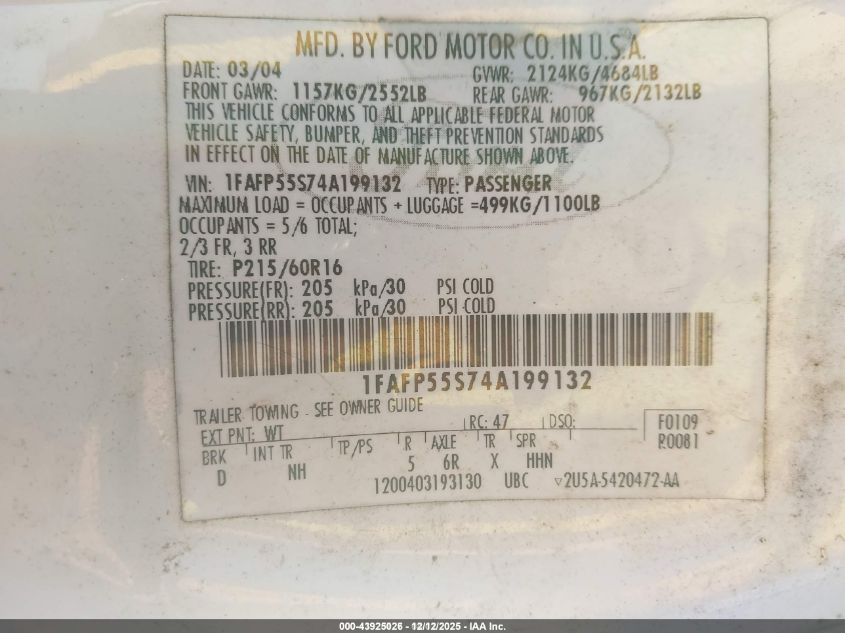 MFD. BY FORD MOTOR CO. IN U.S.A.
DATE: 03/04 GVWR: 2124KG/4684LB
FRONT GAWR: 1157KG/2552LB REAR GAWR: 967KG/2132LB
THIS VEHICLE CONFORMS TO ALL APPLICABLE FEDERAL MOTOR
VEHICLE SAFETY, BUMPER, AND THEFT PREVENTION STANDARDS
IN EFFECT ON THE DATE OF MANUFACTURE SHOWN ABOVE.
VIN: 1FAFP55S74A199132 TYPE: PASSENGER
MAXIMUM LOAD = OCCUPANTS + LUGGAGE =499KG/1100LB
OCCUPANTS = 5/6 TOTAL;
2/3 FR, 3 RR
TIRE: P215/60R16
PRESSURE(FR): 205 kPa/30 PSI COLD
PRESSURE(RR): 205 kPa/30 PSI COLD
1FAFP55S74A199132
TRAILER TOWING - SEE OWNER GUIDE
EXT PNT: WT RC: 47 DSO: F0109
BRK INT TR TP/PS R AXLE TR SPR R0081
D NH 5 6R X HHN
1200403193130 UBC ▽2U5A-5420472-AA
000-43925026 - 12/12/2025 - IAA Inc.